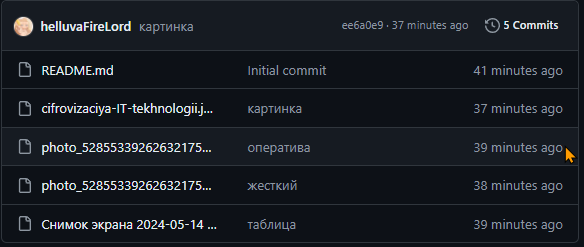 helluvaFireLord картинка ee6a0e9 · 37 minutes ago 5 Commits
README.md Initial commit 41 minutes ago
cifrovizaciya-IT-tekhnologii.j... картинка 37 minutes ago
photo_52855339262632175... оператива 39 minutes ago
photo_52855339262632175... жесткий 38 minutes ago
Снимок экрана 2024-05-14 ... таблица 39 minutes ago